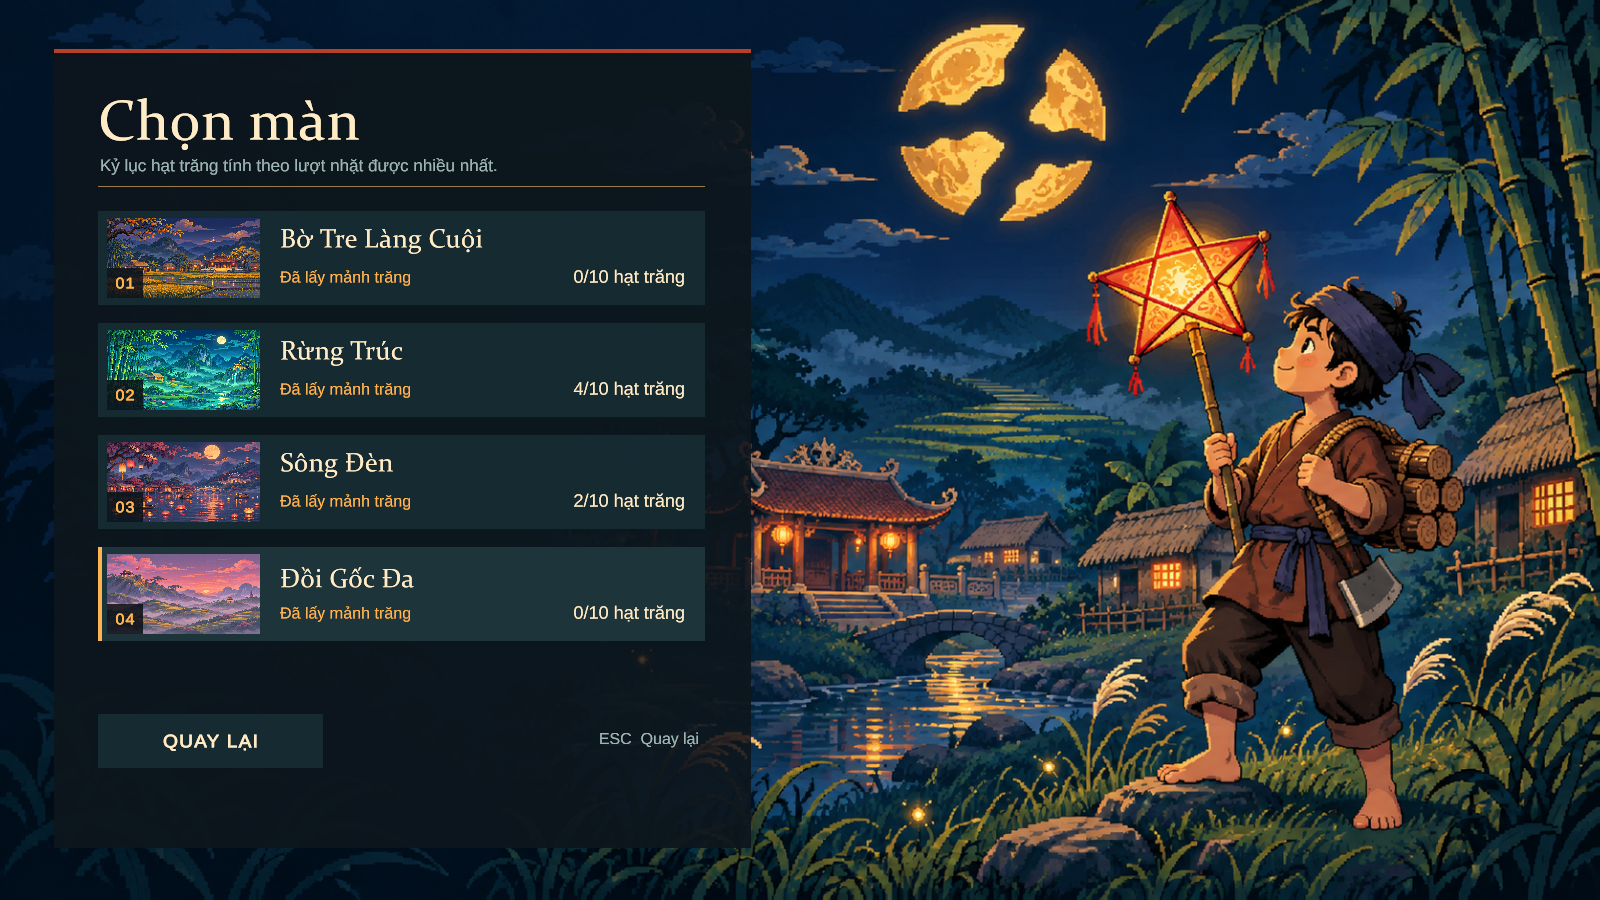 Chọn màn
Kỷ lục hạt trăng tính theo lượt nhặt được nhiều nhất.
01
Bờ Tre Làng Cuội
Đã lấy mảnh trăng
0/10 hạt trăng
02
Rừng Trúc
Đã lấy mảnh trăng
4/10 hạt trăng
03
Sông Đèn
Đã lấy mảnh trăng
2/10 hạt trăng
04
Đồi Gốc Đa
Đã lấy mảnh trăng
0/10 hạt trăng
QUAY LẠI
ESC Quay lại